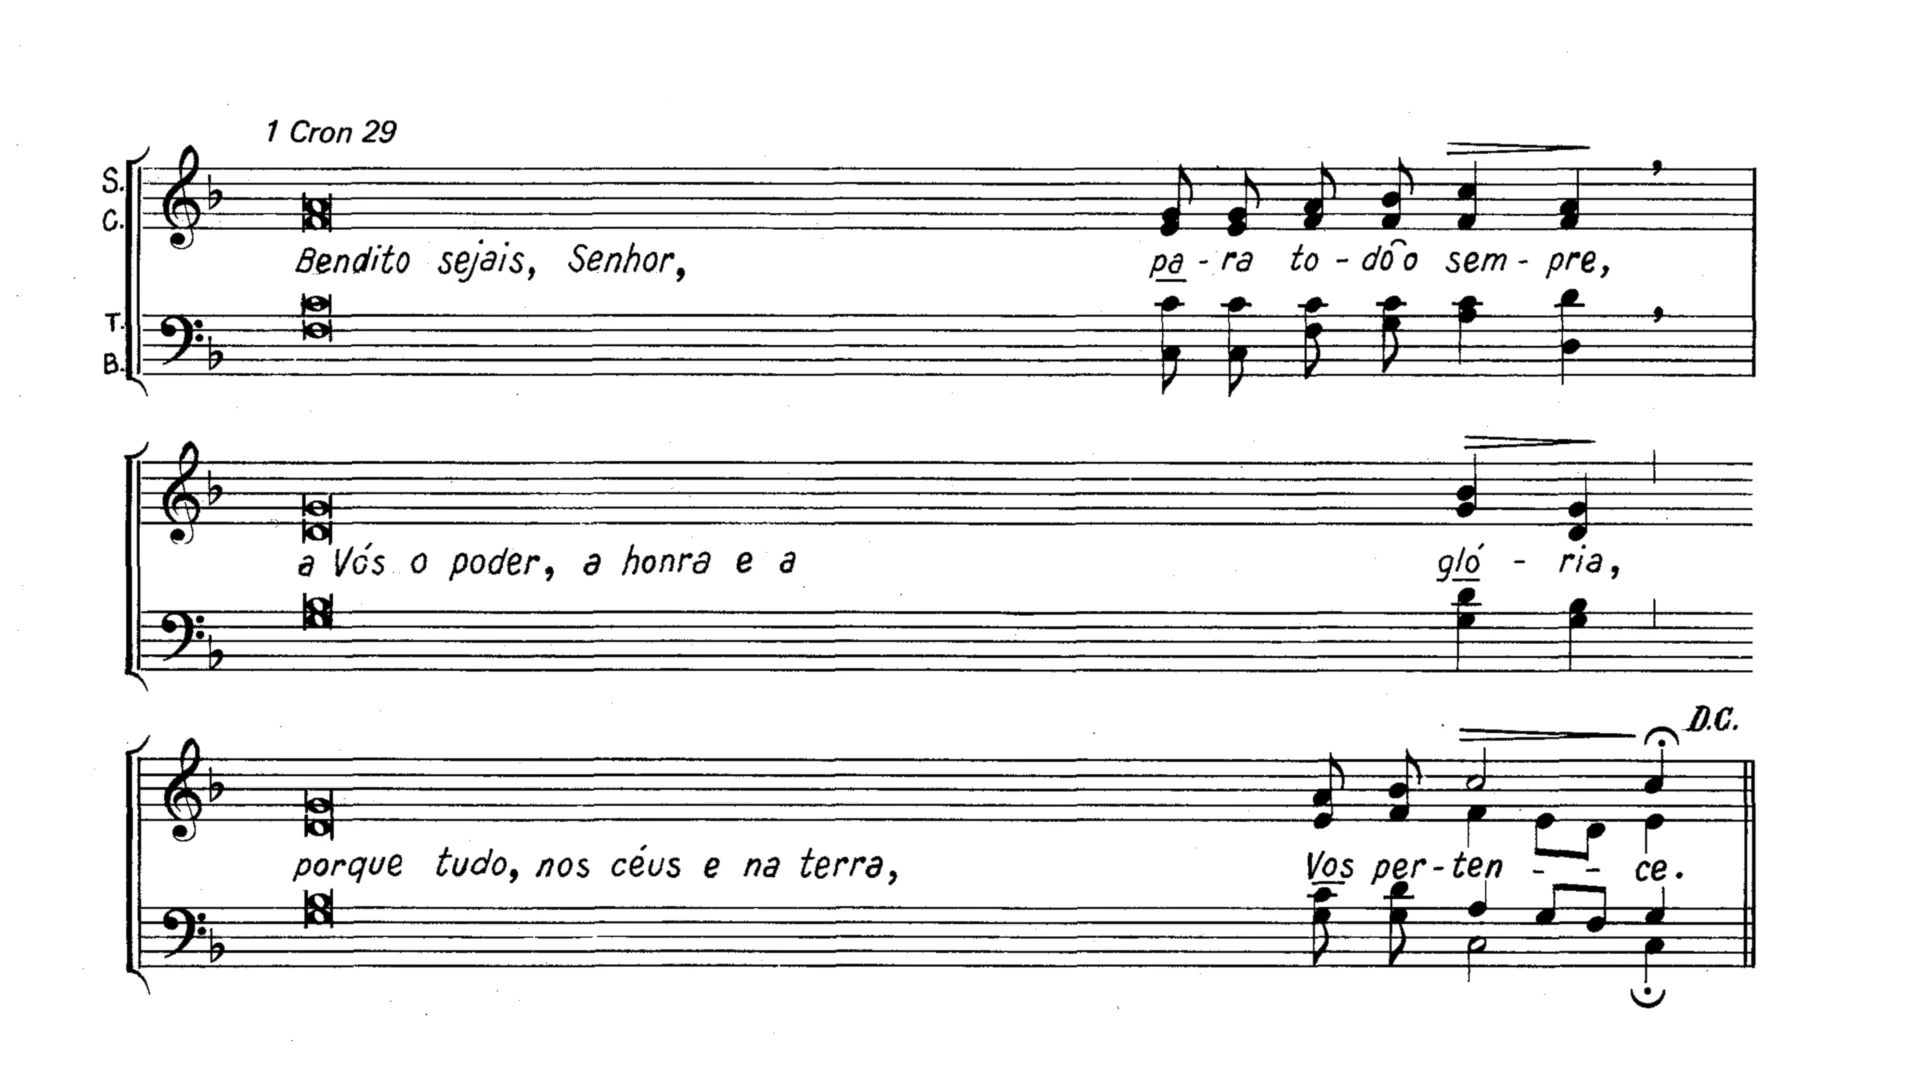 1 Cron 29
S.
C.
Bendito sejais, Senhor, pa - ra to - do o sem - pre,
T.
B.
a Vós o poder, a honra e a gló - ria,
D.C.
porque tudo, nos céus e na terra, Vos per - ten - - ce.